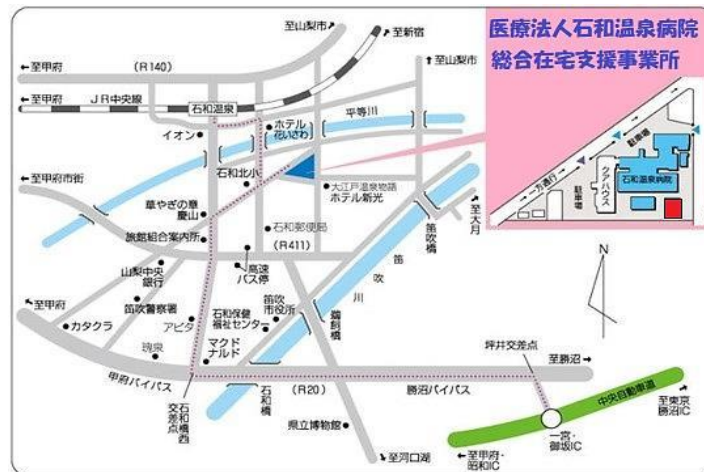 医療法人石和温泉病院
総合在宅支援事業所
至山梨市
至新宿
至山梨市
至甲府
(R140)
至甲府
JR中央線
石和温泉
平等川
イオン
ホテル
花いさわ
一方通行
駐車場
石和温泉病院
クアハウス
駐車場
至甲府市街
石和北小
大江戸温泉物語
ホテル新光
草やぎの華
慶山
至大月
笛吹橋
旅館組合案内所
石和郵便局
(R411)
N
山梨中央
銀行
高速
バス停
笛吹川
至甲府
笛吹警察署
カタクラ
アピタ
石和保健
福祉センター
笛吹
市役所
鵜飼橋
瑰泉
マクド
ナルド
坪井交差点
至勝沼
甲府バイパス
石和橋西
交差点
石和橋
(R20)
勝沼バイパス
中央自動車道
至東京
勝沼IC
県立博物館
一宮・
御坂IC
至河口湖
至甲府・
昭和IC